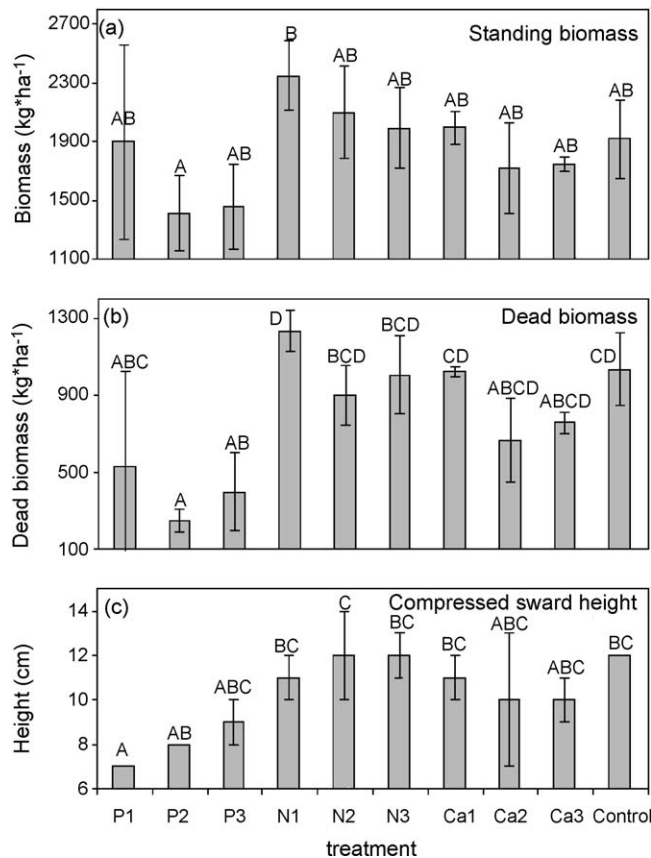 (a) Standing biomass
Biomass (kg*ha⁻¹)
2700
2300
1900
1500
1100
AB A AB B AB AB AB AB AB AB
(b) Dead biomass
Dead biomass (kg*ha⁻¹)
1300
900
500
100
ABC A AB D BCD BCD CD ABCD ABCD CD
(c) Compressed sward height
Height (cm)
14
12
10
8
6
A AB ABC BC C BC BC ABC ABC BC
P1 P2 P3 N1 N2 N3 Ca1 Ca2 Ca3 Control
treatment